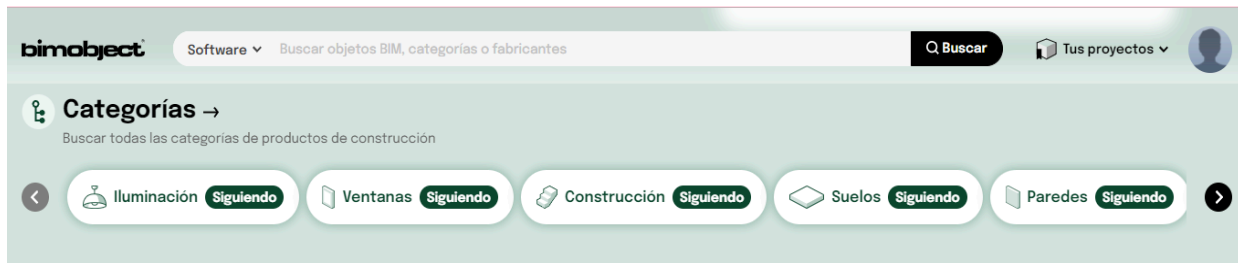 bimobject
Software Buscar objetos BIM, categorías o fabricantes Buscar Tus proyectos
Categorías →
Buscar todas las categorías de productos de construcción
Iluminación Siguiendo Ventanas Siguiendo Construcción Siguiendo Suelos Siguiendo Paredes Siguiendo